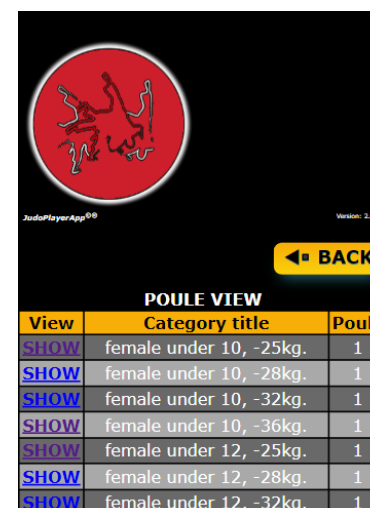 JudoPlayerApp©®
Version: 2.
BACK
POULE VIEW
View Category title Poul
SHOW female under 10, -25kg. 1
SHOW female under 10, -28kg. 1
SHOW female under 10, -32kg. 1
SHOW female under 10, -36kg. 1
SHOW female under 12, -25kg. 1
SHOW female under 12, -28kg. 1
SHOW female under 12, -32kg. 1